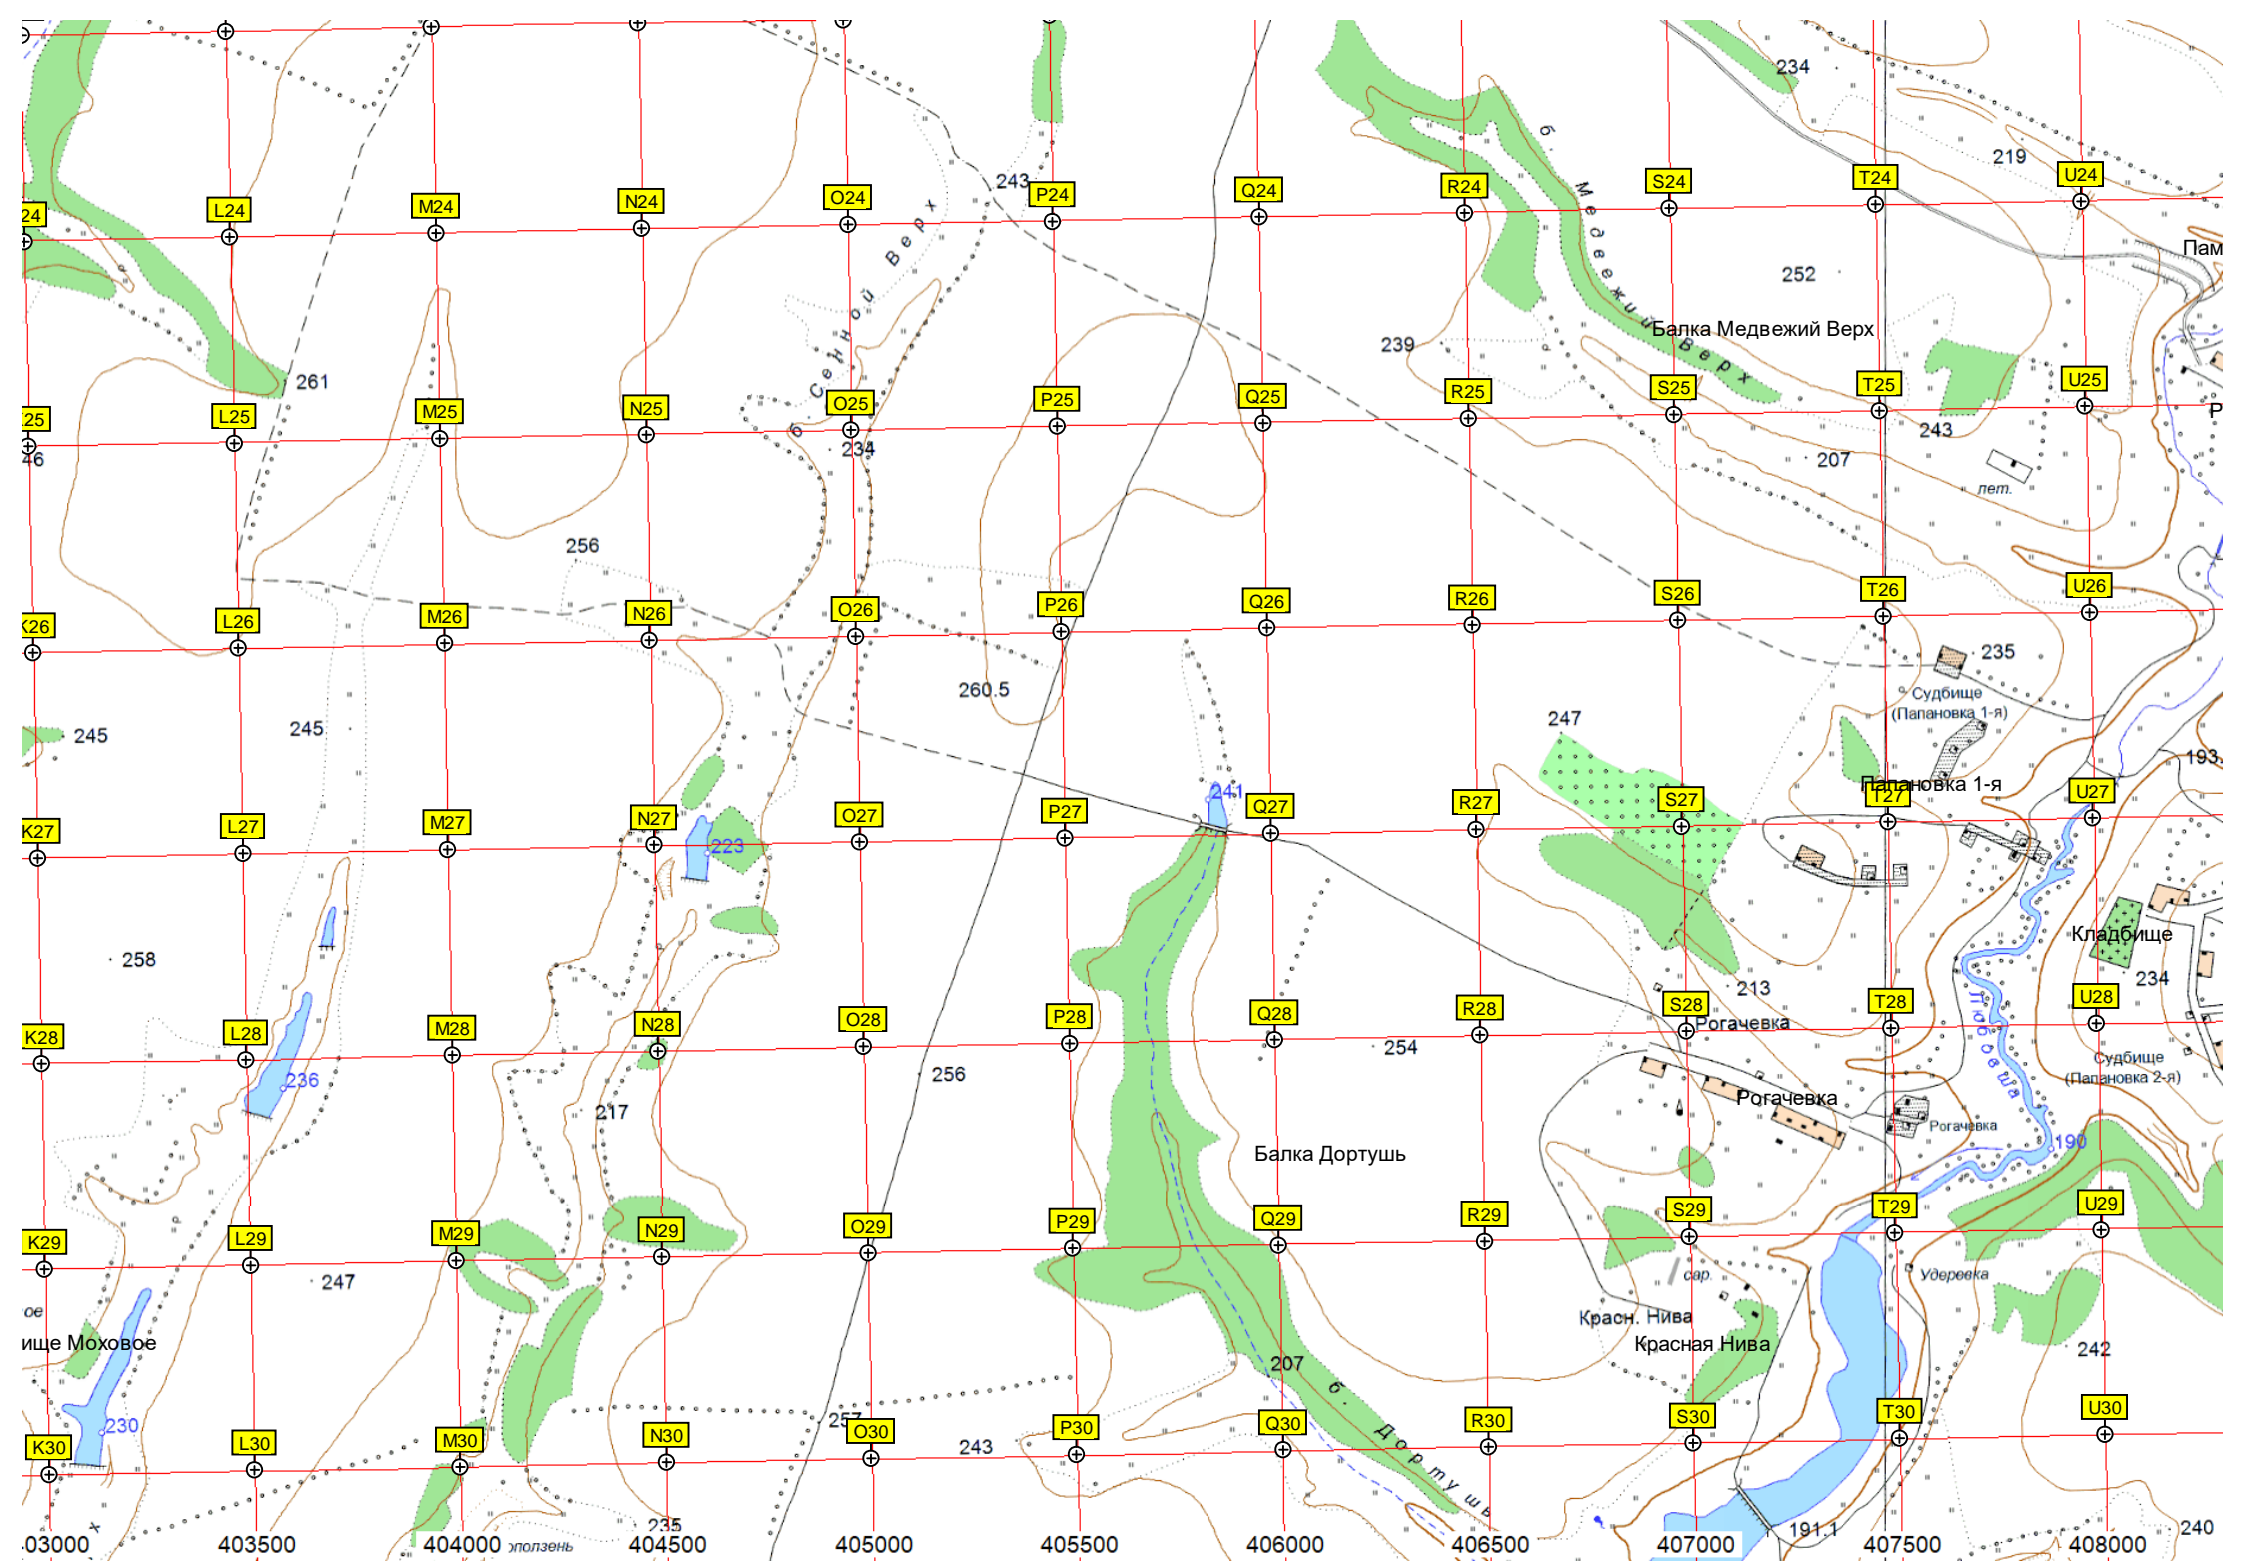 234
219
243
24 L24 M24 N24 O24 P24 Q24 R24 S24 T24 U24
б. Сенной Верх
б. Медвежий Верх
Пам
252
Балка Медвежий Верх
239
261
25 L25 M25 N25 O25 P25 Q25 R25 S25 T25 U25
46
234
243
207
лет.
256
K26 L26 M26 N26 O26 P26 Q26 R26 S26 T26 U26
235
260.5
Судбище
(Папановка 1-я)
247
245
245
193.
241
Папановка 1-я
K27 L27 M27 N27 O27 P27 Q27 R27 S27 T27 U27
223
258
Кладбище
234
213
K28 L28 M28 N28 O28 P28 Q28 R28 S28 T28 U28
Рогачевка
Любовша
254
236
256
Судбище
(Папановка 2-я)
217
Рогачевка
Рогачевка
190
Балка Дортушь
K29 L29 M29 N29 O29 P29 Q29 R29 S29 T29 U29
247
сар.
Удеревка
ое
Красн. Нива
ище Моховое
Красная Нива
242
207
б. Дортушь
230
257
243
K30 L30 M30 N30 O30 P30 Q30 R30 S30 T30 U30
х
235
191.1
240
оползень
03000 403500 404000 404500 405000 405500 406000 406500 407000 407500 408000